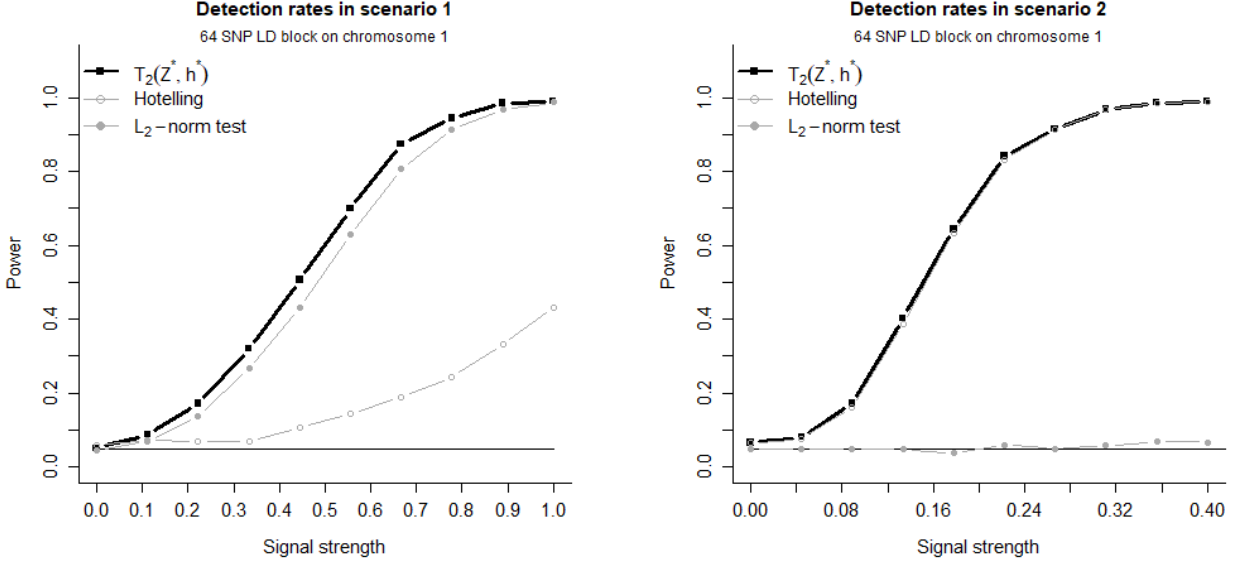 Detection rates in scenario 1
64 SNP LD block on chromosome 1
T₂(Z*, h*)
Hotelling
L₂−norm test
Power
0.0
0.2
0.4
0.6
0.8
1.0
0.0 0.1 0.2 0.3 0.4 0.5 0.6 0.7 0.8 0.9 1.0
Signal strength
Detection rates in scenario 2
64 SNP LD block on chromosome 1
T₂(Z*, h*)
Hotelling
L₂−norm test
Power
0.0
0.2
0.4
0.6
0.8
1.0
0.00 0.08 0.16 0.24 0.32 0.40
Signal strength